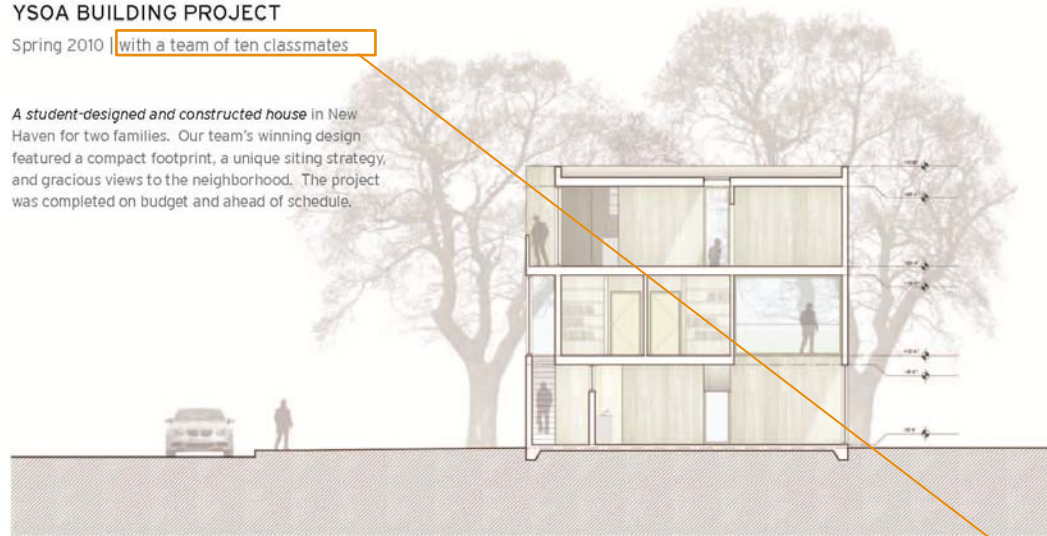 YSOA BUILDING PROJECT
Spring 2010 | with a team of ten classmates
A student-designed and constructed house in New
Haven for two families. Our team's winning design
featured a compact footprint, a unique siting strategy,
and gracious views to the neighborhood. The project
was completed on budget and ahead of schedule.